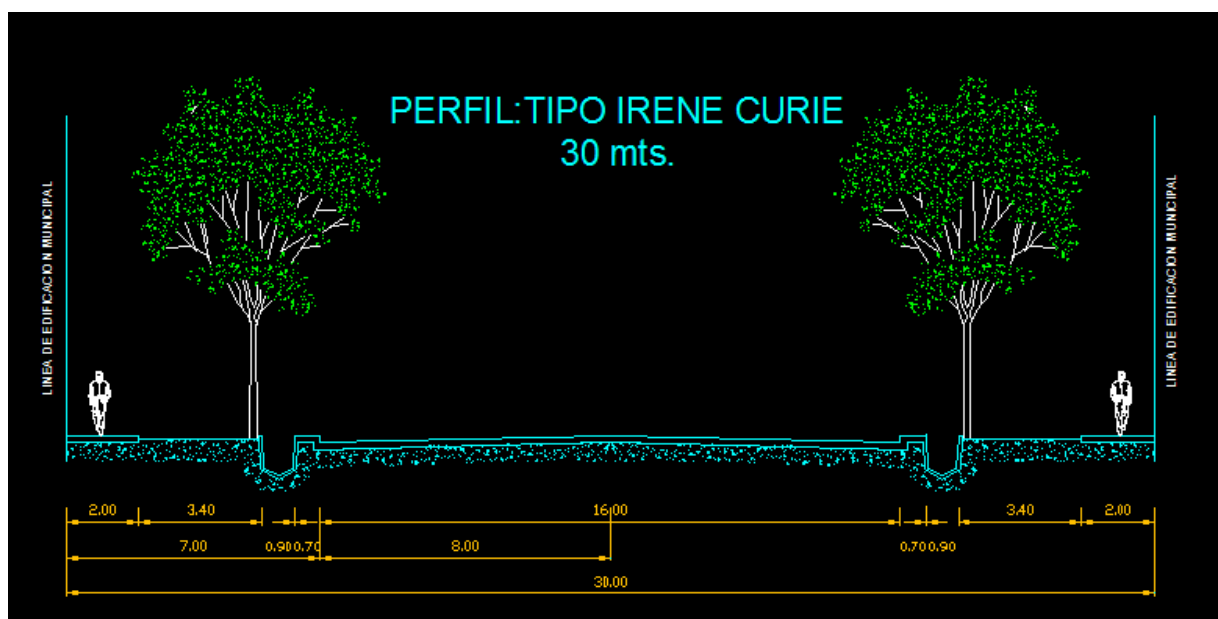 PERFIL:TIPO IRENE CURIE
30 mts.
LINEA DE EDIFICACION MUNICIPAL
LINEA DE EDIFICACION MUNICIPAL
2.00 3.40 16.00 3.40 2.00
7.00 0.90 0.70 8.00 0.70 0.90
30.00